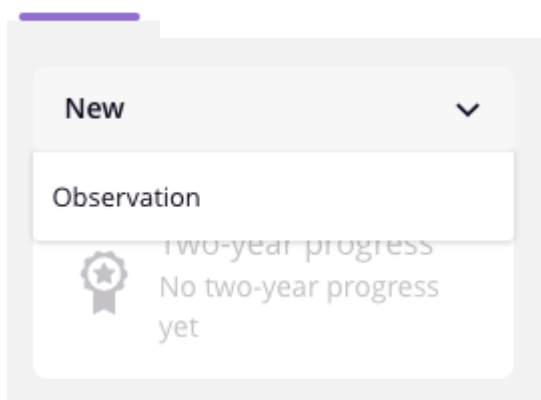 New
Observation
Two-year progress
No two-year progress
yet